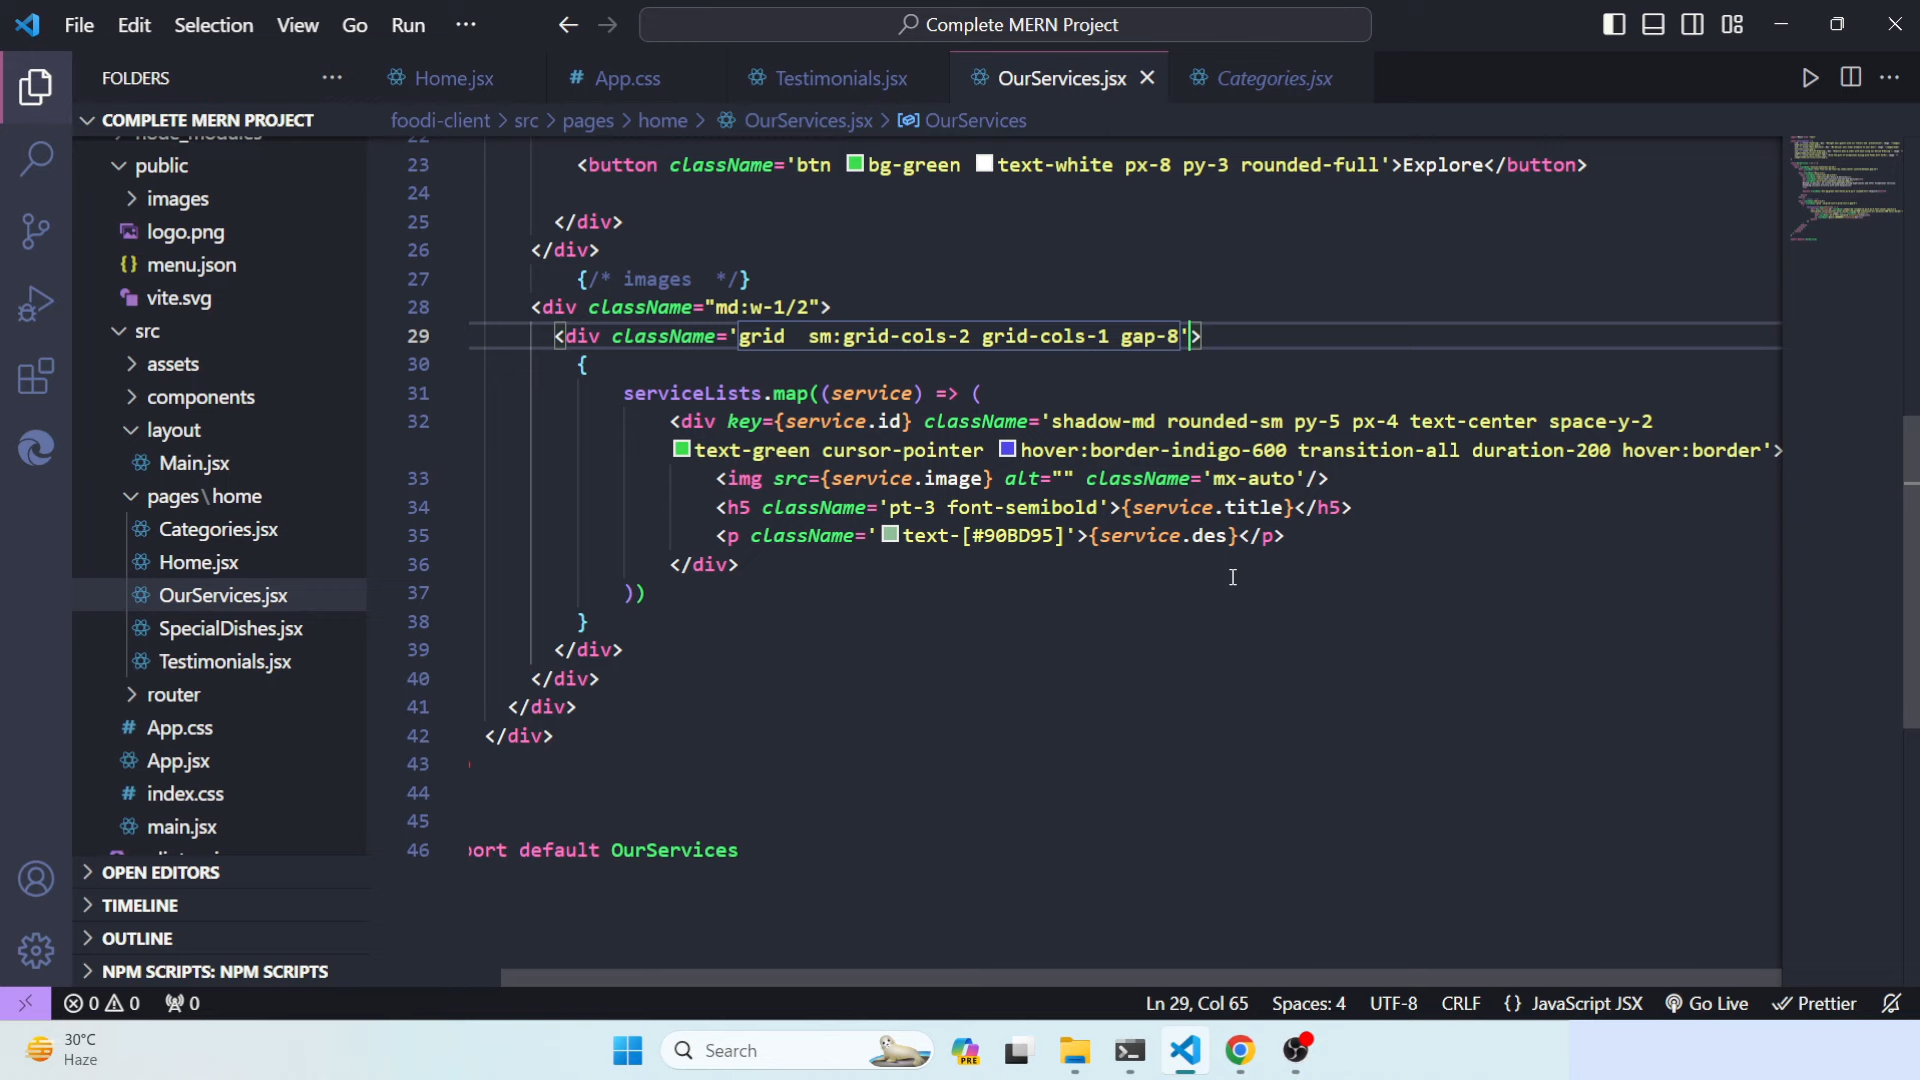 File Edit Selection View Go Run ··· Complete MERN Project
FOLDERS ··· Home.jsx # App.css Testimonials.jsx OurServices.jsx Categories.jsx
COMPLETE MERN PROJECT foodi-client > src > pages > home > OurServices.jsx > OurServices
node_modules
public
images
logo.png
{} menu.json
vite.svg
src
assets
components
layout
Main.jsx
pages\home
Categories.jsx
Home.jsx
OurServices.jsx
SpecialDishes.jsx
Testimonials.jsx
router
# App.css
App.jsx
# index.css
main.jsx
OPEN EDITORS
TIMELINE
OUTLINE
NPM SCRIPTS: NPM SCRIPTS
22
23 <button className='btn bg-green text-white px-8 py-3 rounded-full'>Explore</button>
24
25 </div>
26 </div>
27 {/* images  */}
28 <div className="md:w-1/2">
29 <div className='grid  sm:grid-cols-2 grid-cols-1 gap-8'>
30 {
31 serviceLists.map((service) => (
32 <div key={service.id} className='shadow-md rounded-sm py-5 px-4 text-center space-y-2
text-green cursor-pointer hover:border-indigo-600 transition-all duration-200 hover:border'>
33 <img src={service.image} alt="" className='mx-auto'/>
34 <h5 className='pt-3 font-semibold'>{service.title}</h5>
35 <p className=' text-[#90BD95]'>{service.des}</p>
36 </div>
37 ))
38 }
39 </div>
40 </div>
41 </div>
42 </div>
43 )
44
45
46 port default OurServices
0 0 0 Ln 29, Col 65 Spaces: 4 UTF-8 CRLF {} JavaScript JSX Go Live Prettier
30°C
Haze
Search
PRE